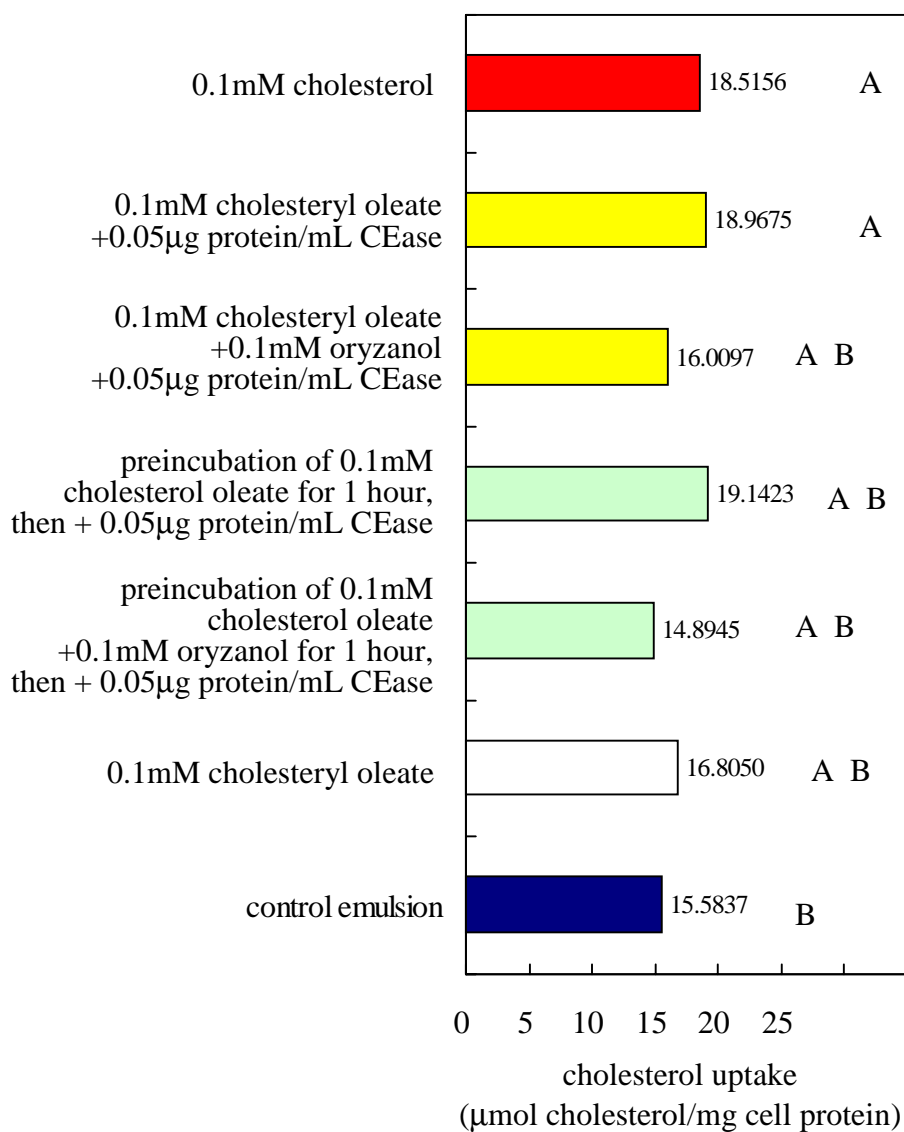 0.1mM cholesterol
18.5156
A
0.1mM cholesteryl oleate
+0.05µg protein/mL CEase
18.9675
A
0.1mM cholesteryl oleate
+0.1mM oryzanol
+0.05µg protein/mL CEase
16.0097
A B
preincubation of 0.1mM
cholesterol oleate for 1 hour,
then + 0.05µg protein/mL CEase
19.1423
A B
preincubation of 0.1mM
cholesterol oleate
+0.1mM oryzanol for 1 hour,
then + 0.05µg protein/mL CEase
14.8945
A B
0.1mM cholesteryl oleate
16.8050
A B
control emulsion
15.5837
B
0 5 10 15 20 25
cholesterol uptake
(µmol cholesterol/mg cell protein)